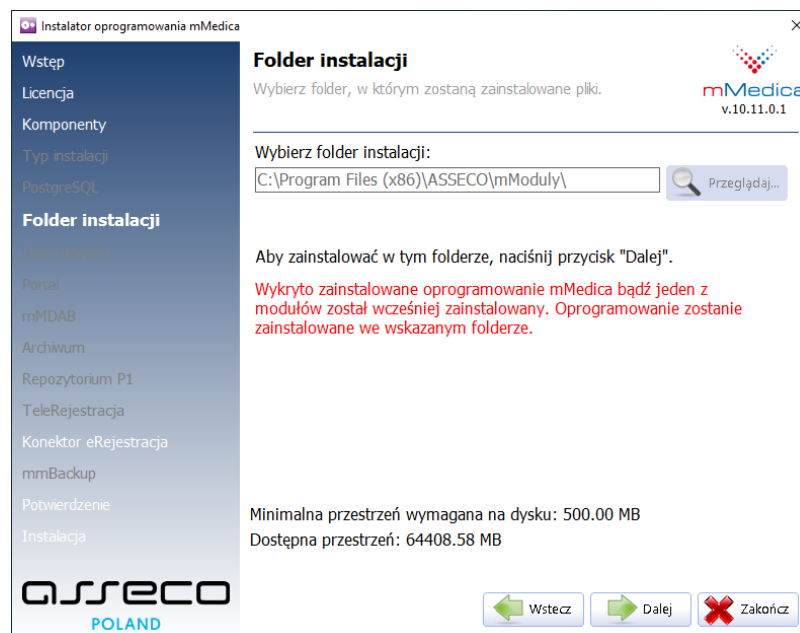 Instalator oprogramowania mMedica
Wstęp
Licencja
Komponenty
Typ instalacji
PostgreSQL
Folder instalacji
Portal
mMDAB
Archiwum
Repozytorium P1
TeleRejestracja
Konektor eRejestracja
mmBackup
Potwierdzenie
Instalacja
asseco
POLAND
Folder instalacji
Wybierz folder, w którym zostaną zainstalowane pliki.
mMedica
v.10.11.0.1
Wybierz folder instalacji:
C:\Program Files (x86)\ASSECO\mModuly\
Przeglądaj...
Aby zainstalować w tym folderze, naciśnij przycisk "Dalej".
Wykryto zainstalowane oprogramowanie mMedica bądź jeden z
modułów został wcześniej zainstalowany. Oprogramowanie zostanie
zainstalowane we wskazanym folderze.
Minimalna przestrzeń wymagana na dysku: 500.00 MB
Dostępna przestrzeń: 64408.58 MB
Wstecz
Dalej
Zakończ